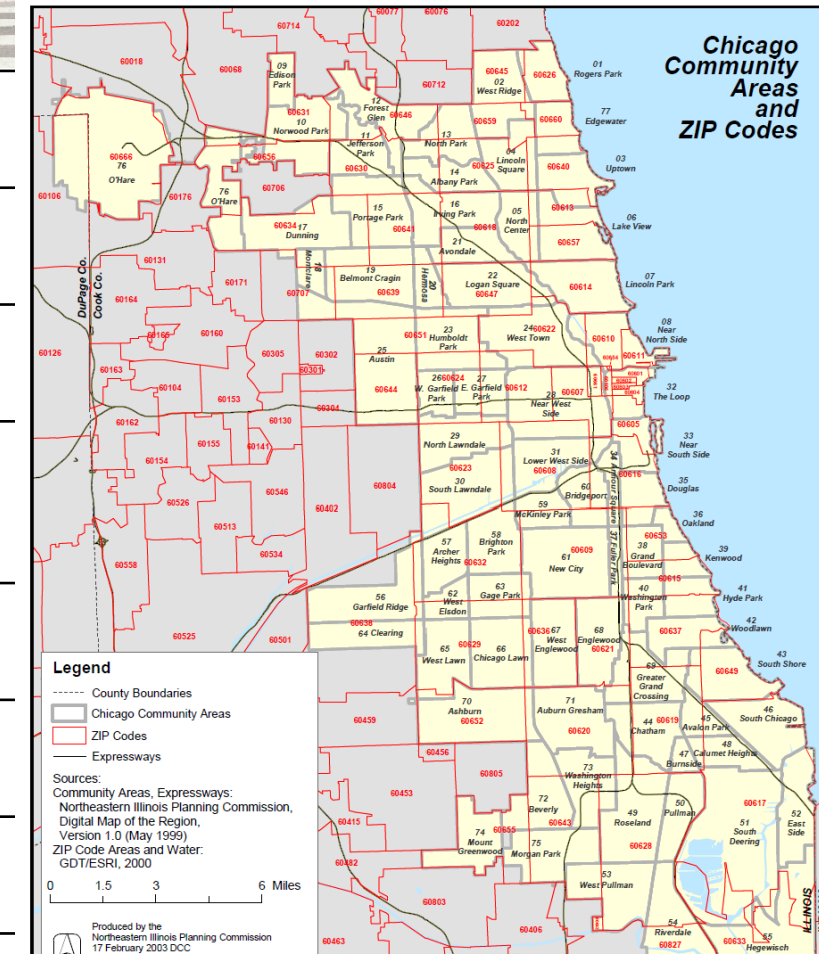 Chicago
Community
Areas
and
ZIP Codes
60714
60077
60076
60202
60018
60068
09
Edison
Park
60712
60645
02
West Ridge
60626
01
Rogers Park
60631
10
Norwood Park
12
Forest
Glen
60646
60659
60660
77
Edgewater
11
Jefferson
Park
13
North Park
04
Lincoln
Square
60666
76
O'Hare
60656
60630
60625
60640
03
Uptown
60106
60176
76
O'Hare
60706
14
Albany Park
15
Portage Park
16
Irving Park
05
North
Center
60613
06
Lake View
60634
17
Dunning
60641
60618
60657
21
Avondale
60131
60171
18
Montclare
60707
19
Belmont Cragin
60639
20
Hermosa
22
Logan Square
60647
60614
07
Lincoln Park
DuPage Co.
Cook Co.
60164
60165
60160
60126
60163
60305
60302
60301
60304
25
Austin
60651
23
Humboldt
Park
24
West Town
60622
60610
60611
08
Near
North Side
60104
60153
60644
26
W. Garfield
Park
60624
27
E. Garfield
Park
60612
28
Near West
Side
60607
60601
60602
60603
60604
32
The Loop
60162
60130
60605
60154
60155
60141
29
North Lawndale
60623
31
Lower West Side
60608
33
Near
South Side
60526
60546
60402
60804
30
South Lawndale
60
Bridgeport
34 Armour Square
60616
35
Douglas
60513
60534
59
McKinley Park
36
Oakland
60558
57
Archer
Heights
58
Brighton
Park
60632
60609
61
New City
37 Fuller Park
38
Grand
Boulevard
60653
39
Kenwood
60615
56
Garfield Ridge
60638
64 Clearing
62
West
Elsdon
63
Gage Park
40
Washington
Park
41
Hyde Park
60525
60501
65
West Lawn
60629
66
Chicago Lawn
60636
67
West
Englewood
68
Englewood
60621
60637
42
Woodlawn
60649
43
South Shore
69
Greater
Grand
Crossing
60459
70
Ashburn
60652
71
Auburn Gresham
60620
44
Chatham
60619
45
Avalon Park
46
South Chicago
60456
60805
73
Washington
Heights
47
Burnside
48
Calumet Heights
60453
60415
72
Beverly
60643
49
Roseland
60628
50
Pullman
60617
51
South
Deering
52
East
Side
74
Mount
Greenwood
60655
75
Morgan Park
60482
53
West Pullman
60803
60406
60463
54
Riverdale
60827
60633
55
Hegewisch
ILLINOIS
Legend
County Boundaries
Chicago Community Areas
ZIP Codes
Expressways
Sources:
Community Areas, Expressways:
Northeastern Illinois Planning Commission,
Digital Map of the Region,
Version 1.0 (May 1999)
ZIP Code Areas and Water:
GDT/ESRI, 2000
0 1.5 3 6 Miles
Produced by the
Northeastern Illinois Planning Commission
17 February 2003 DCC